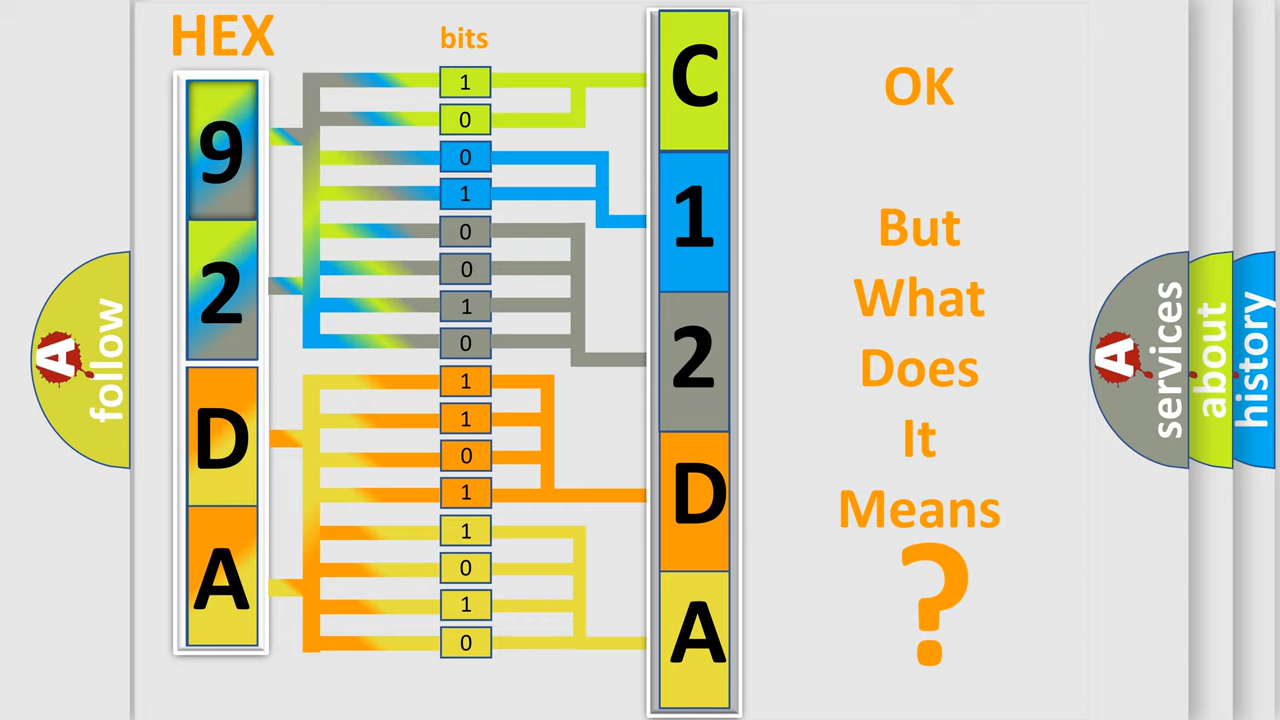 HEX
bits
9
2
D
A
1
0
0
1
0
0
1
0
1
1
0
1
1
0
1
0
C
1
2
D
A
OK
But
What
Does
It
Means
?
A
follow
A
services
about
history